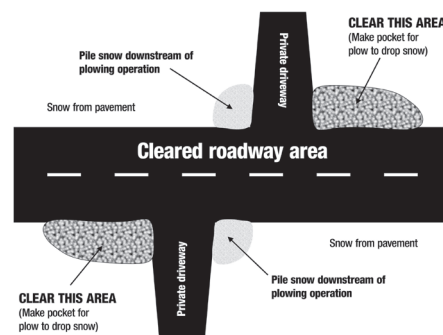 CLEAR THIS AREA
(Make pocket for
plow to drop snow)
Pile snow downstream of
plowing operation
Private driveway
Snow from pavement
Cleared roadway area
Private driveway
Snow from pavement
Pile snow downstream of
plowing operation
CLEAR THIS AREA
(Make pocket for
plow to drop snow)